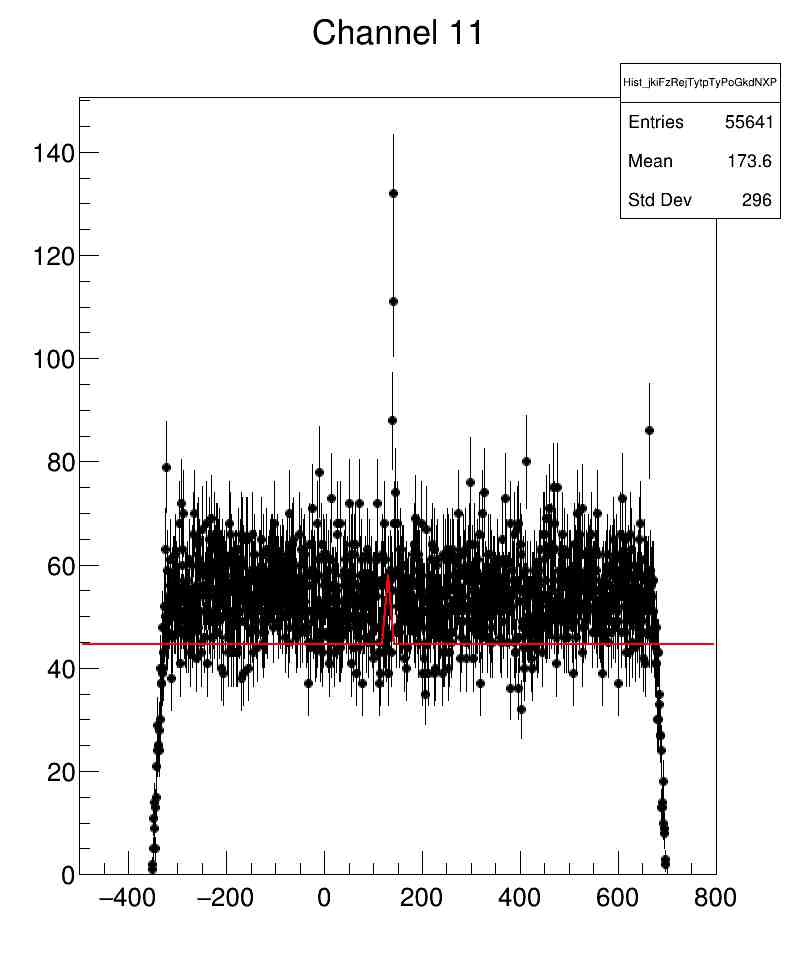 Channel 11
Hist_jkiFzRejTytpTyPoGkdNXP
Entries 55641
Mean 173.6
Std Dev 296
140
120
100
80
60
40
20
0
−400 −200 0 200 400 600 800